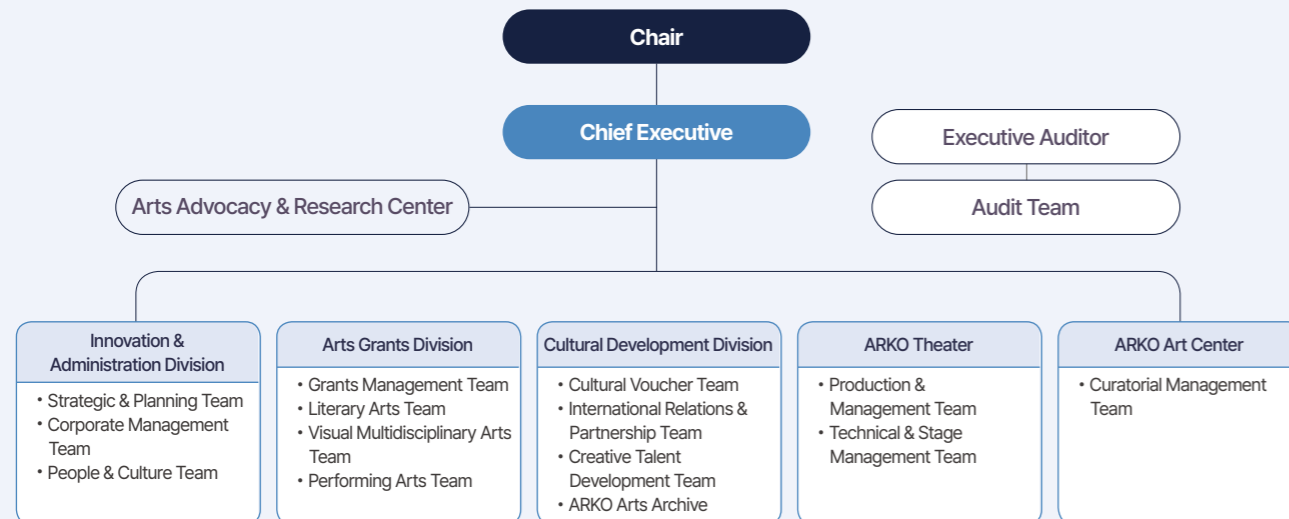 Chair
Chief Executive
Executive Auditor
Arts Advocacy & Research Center
Audit Team
Innovation &
Administration Division
• Strategic & Planning Team
• Corporate Management
Team
• People & Culture Team
Arts Grants Division
• Grants Management Team
• Literary Arts Team
• Visual Multidisciplinary Arts
Team
• Performing Arts Team
Cultural Development Division
• Cultural Voucher Team
• International Relations &
Partnership Team
• Creative Talent
Development Team
• ARKO Arts Archive
ARKO Theater
• Production &
Management Team
• Technical & Stage
Management Team
ARKO Art Center
• Curatorial Management
Team